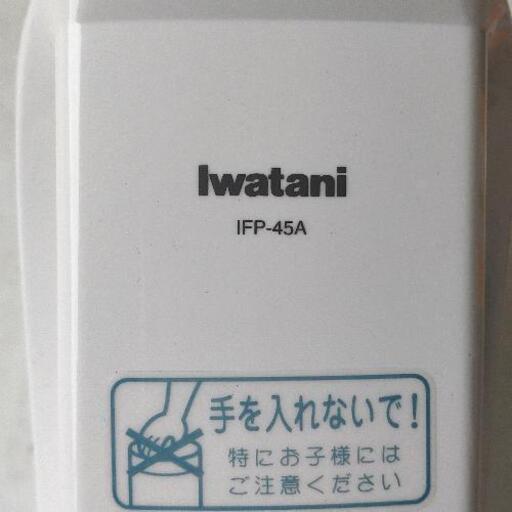 Iwatani
IFP-45A
手を入れないで!
特にお子様には
ご注意ください